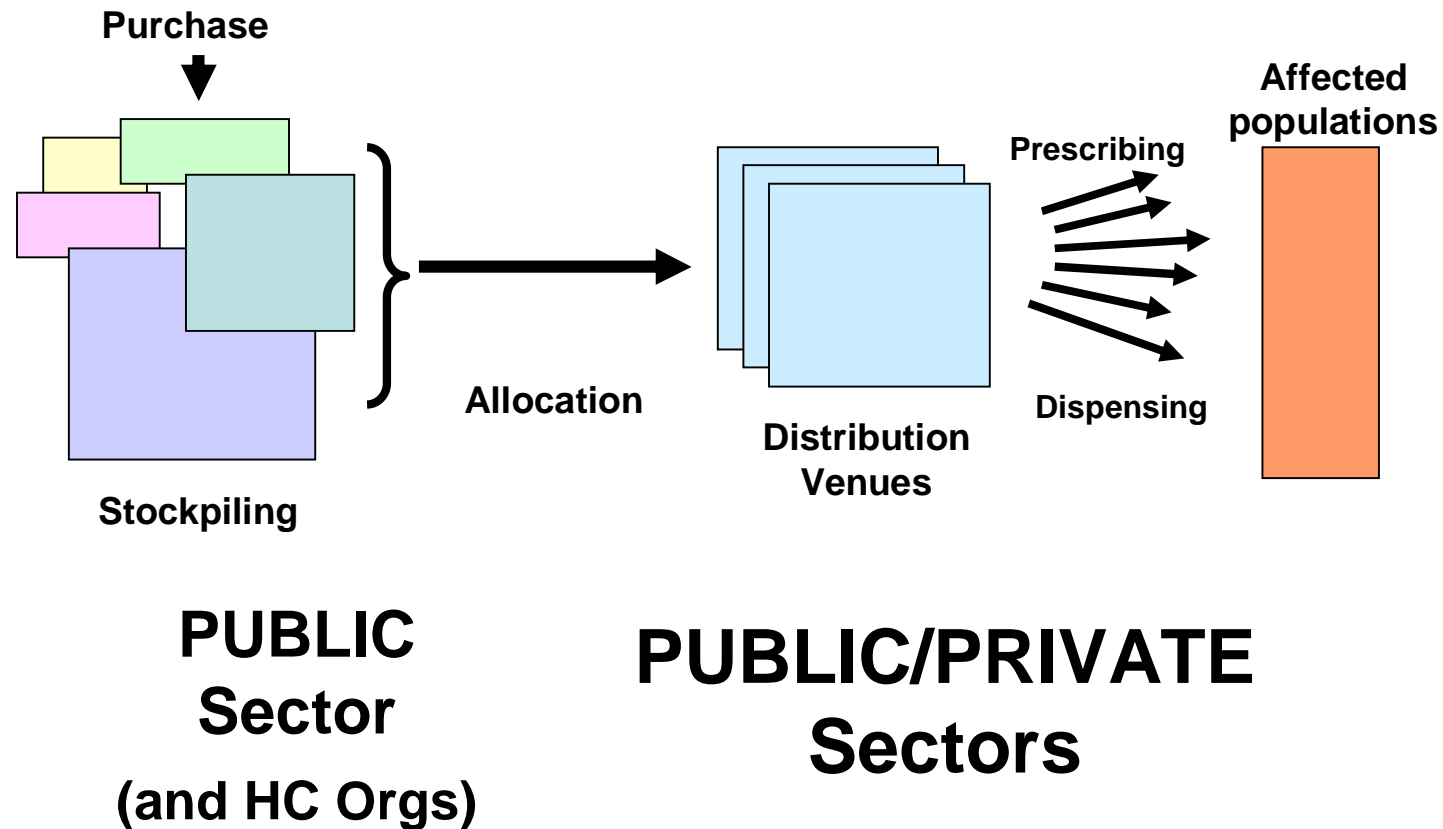 Purchase
Affected
populations
Prescribing
Allocation
Dispensing
Distribution
Venues
Stockpiling
PUBLIC
Sector
(and HC Orgs)
PUBLIC/PRIVATE
Sectors